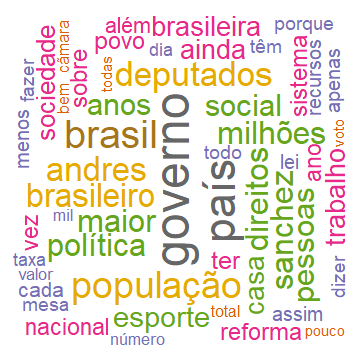 além brasileira porque
povo dia ainda têm
sociedade bem câmara sobre todas deputados sistema recursos apenas
menos fazer anos social
brasil governo país milhões voto
andres todo direitos lei ano trabalho
brasileiro
vez mil maior casa sanchez pessoas
política
taxa ter dizer
valor
cada população
mesa esporte total assim
nacional reforma pouco
número